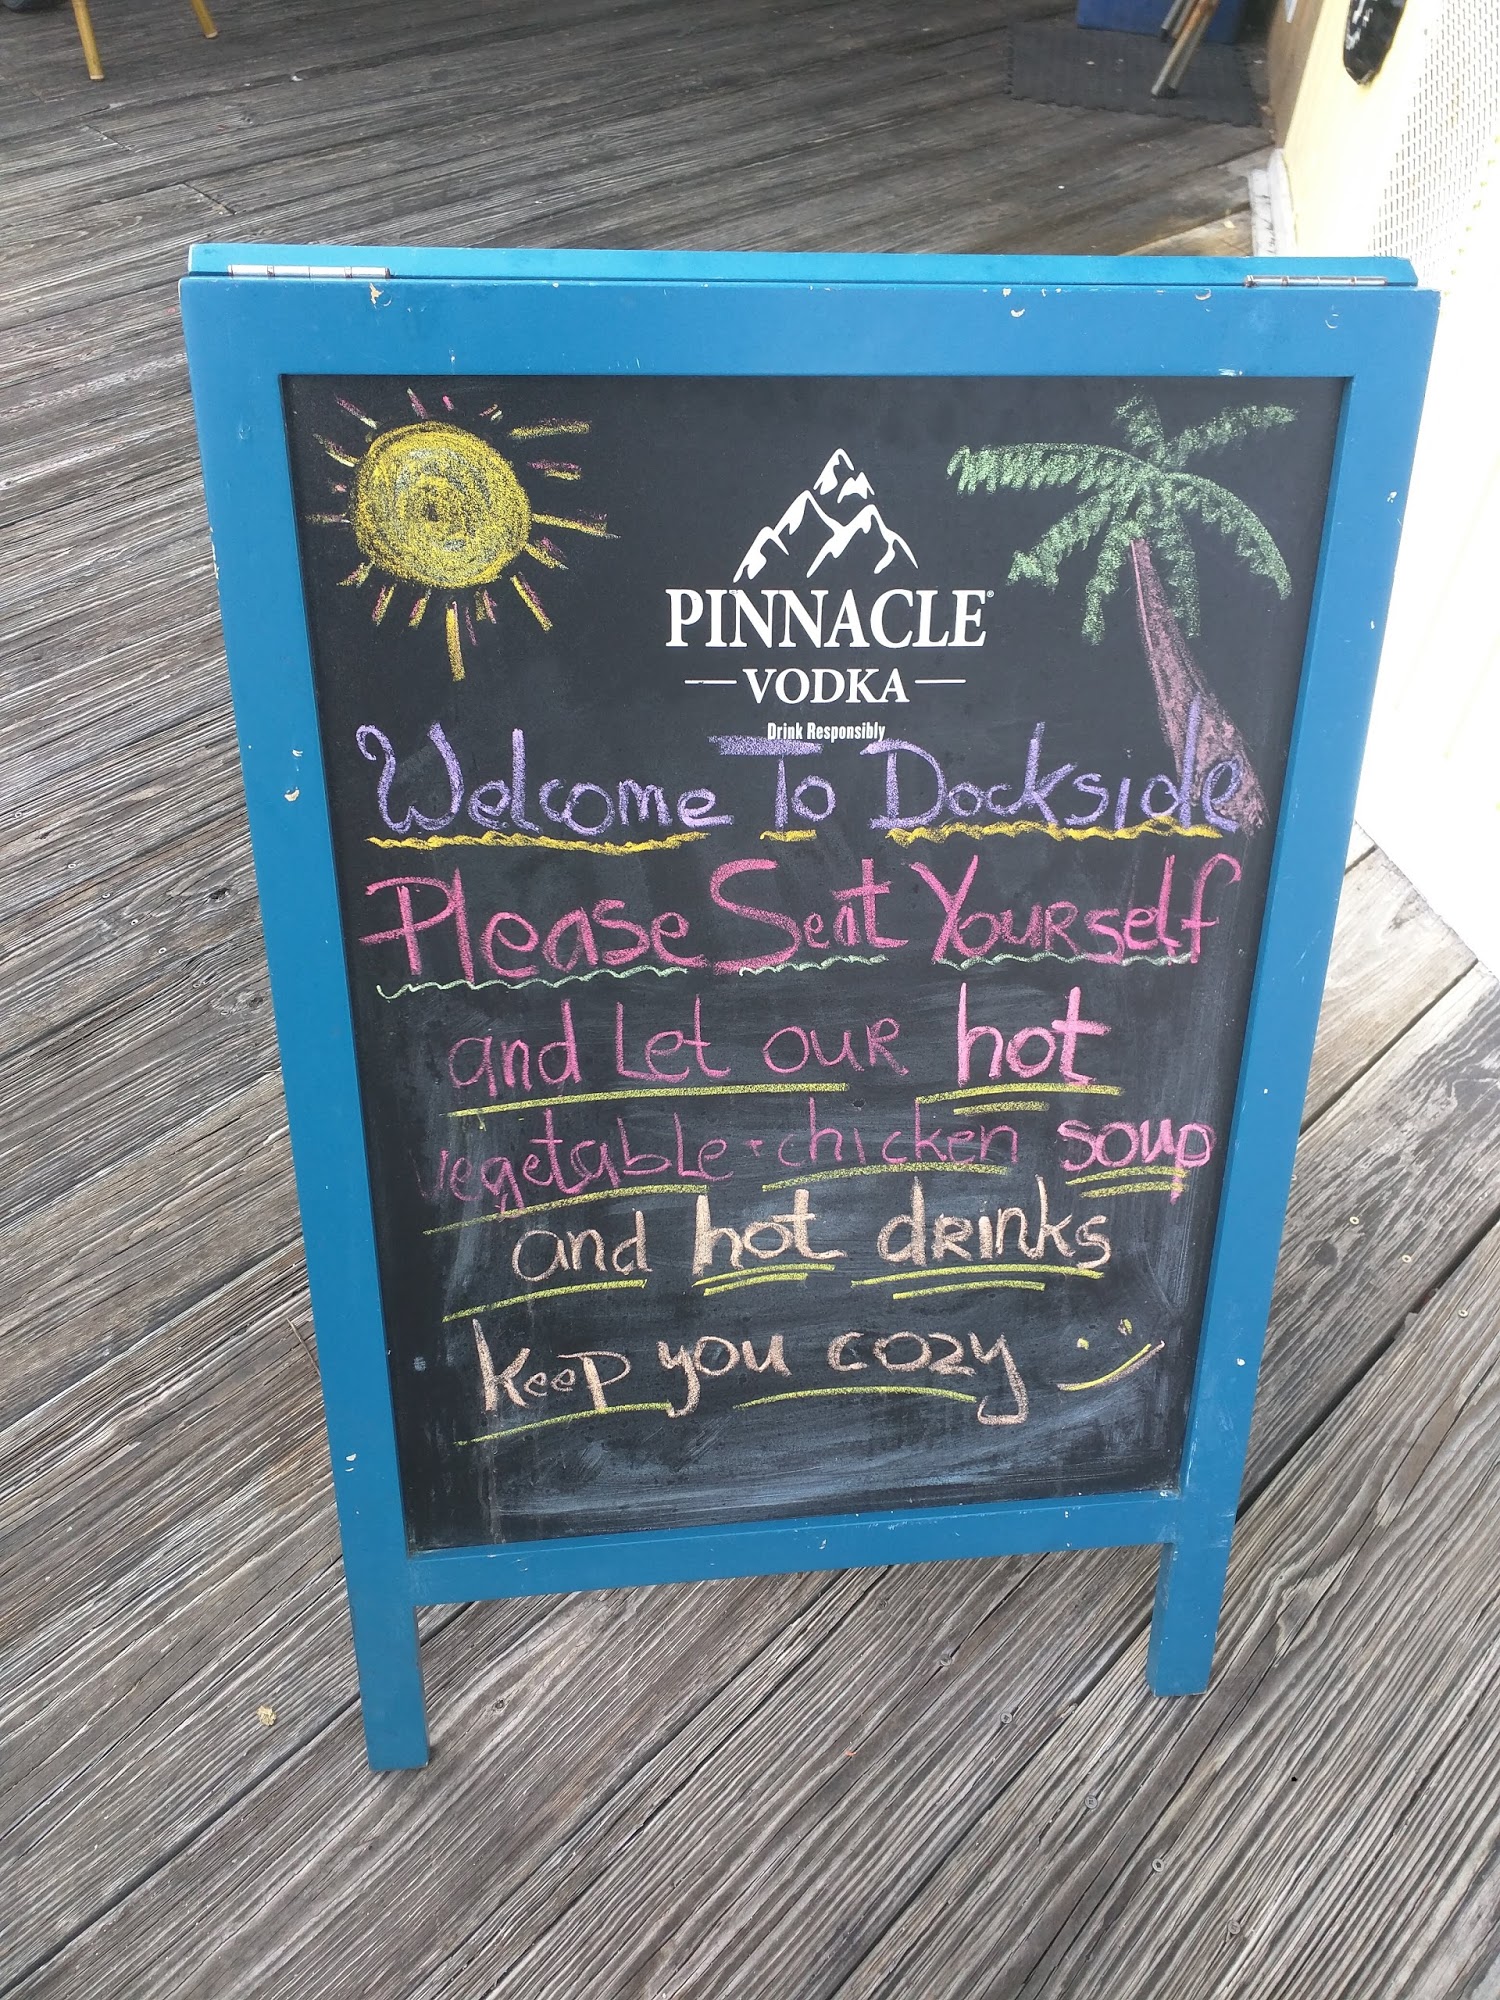 PINNACLE®
VODKA
Drink Responsibly
Welcome To Dockside
Please Seat Yourself
and Let our hot
vegetable + chicken soup
and hot drinks
keep you cozy